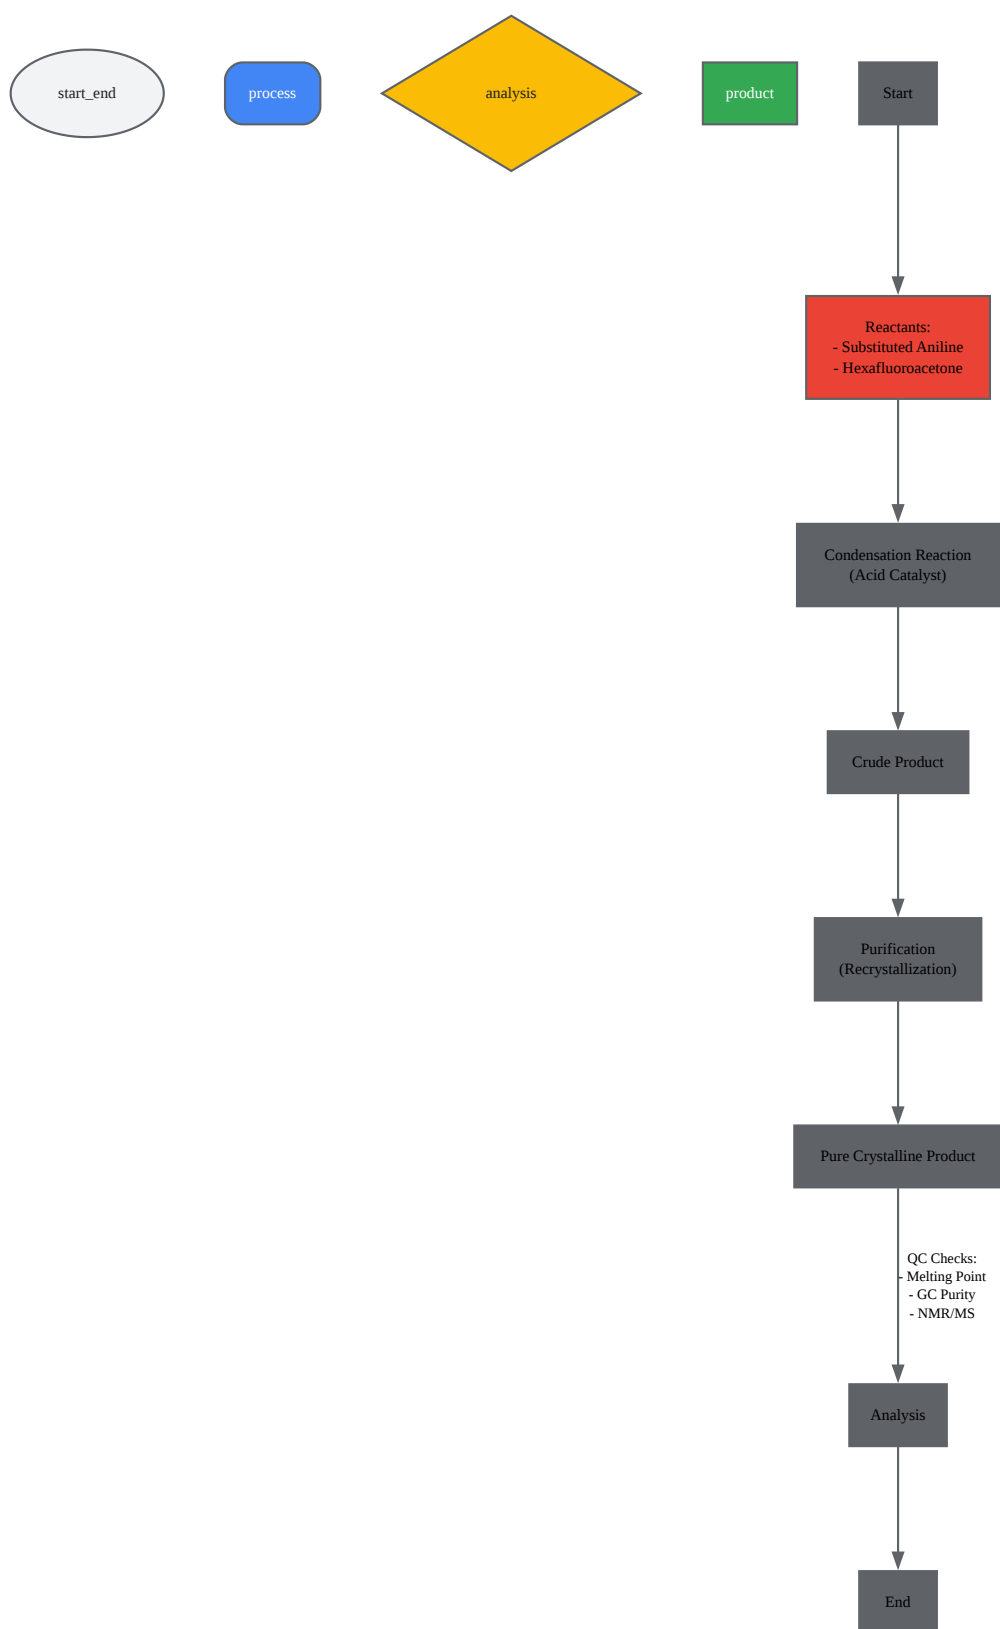 start_end
process
analysis
product
Start
Reactants:
- Substituted Aniline
- Hexafluoroacetone
Condensation Reaction
(Acid Catalyst)
Crude Product
Purification
(Recrystallization)
Pure Crystalline Product
QC Checks:
- Melting Point
- GC Purity
- NMR/MS
Analysis
End